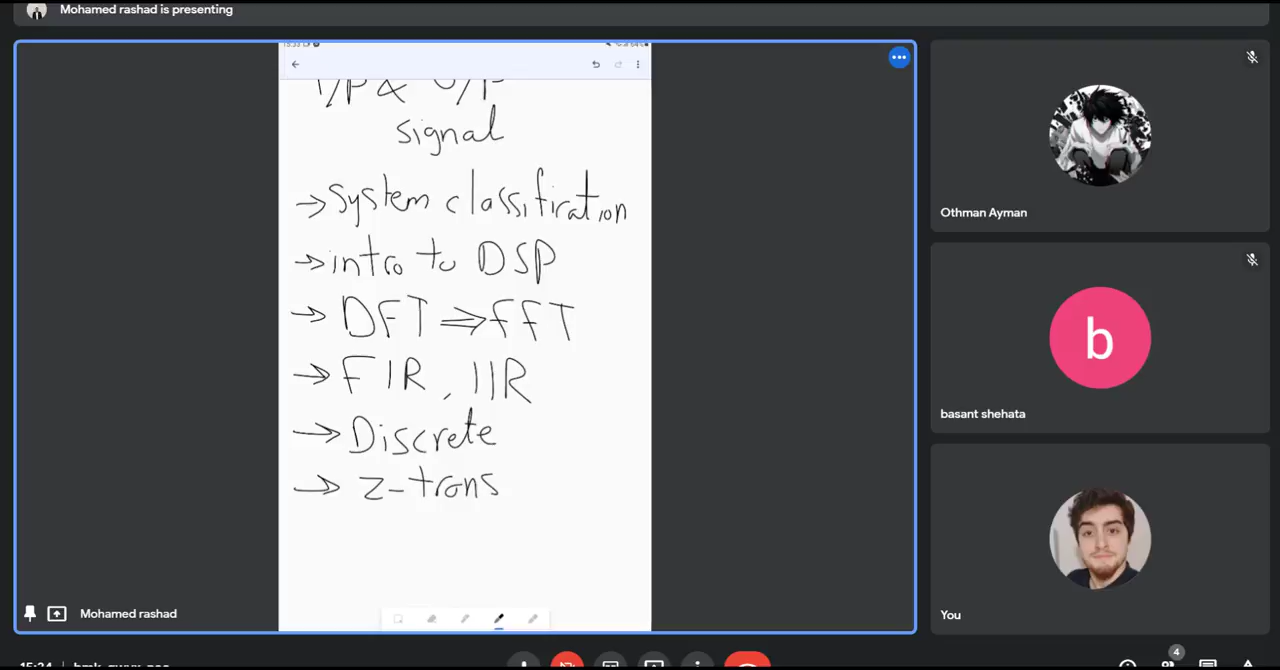 Mohamed rashad is presenting
I/P & O/P
signal
→ system classification
→ intro to DSP
→ DFT ⇒ FFT
→ FIR, IIR
→ Discrete
→ z-trans
Othman Ayman
b
basant shehata
You
Mohamed rashad
4